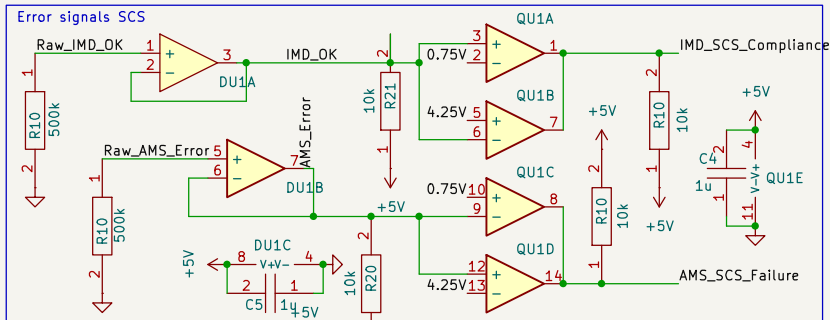 Error signals SCS
Raw_IMD_OK
1
+
2
−
3
DU1A
IMD_OK
1
R10
500k
2
2
R21
10k
1
3
+
0.75V
2
−
1
QU1A
4.25V
5
+
6
−
7
QU1B
IMD_SCS_Compliance
2
R10
10k
1
+5V
+5V
C4
1u
2
1
4
V-V+
11
QU1E
Raw_AMS_Error
5
+
6
−
7
DU1B
AMS_Error
1
R10
500k
2
+5V
2
R20
10k
0.75V
10
+
9
−
8
QU1C
12
+
4.25V
13
−
14
QU1D
+5V
2
R10
10k
1
AMS_SCS_Failure
DU1C
+5V
8
V+V-
4
2
1
C5
1u
+5V